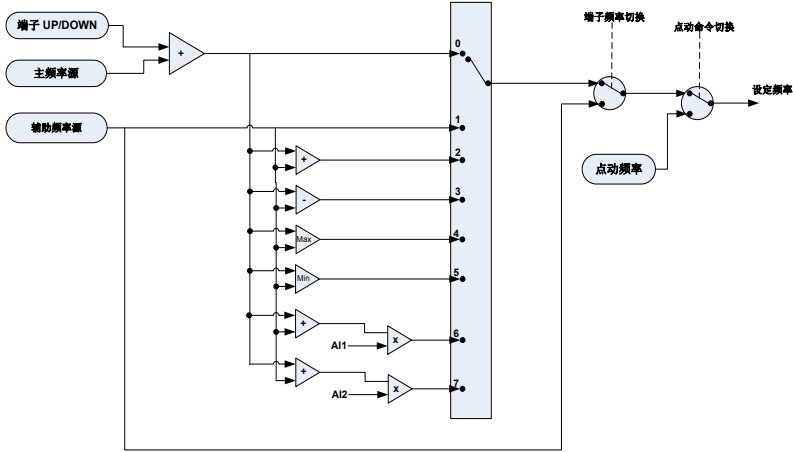 端子 UP/DOWN
主频率源
辅助频率源
+
0
1
+
2
-
3
Max
4
Min
5
+
AI1
x
6
+
AI2
x
7
端子频率切换
点动命令切换
设定频率
点动频率